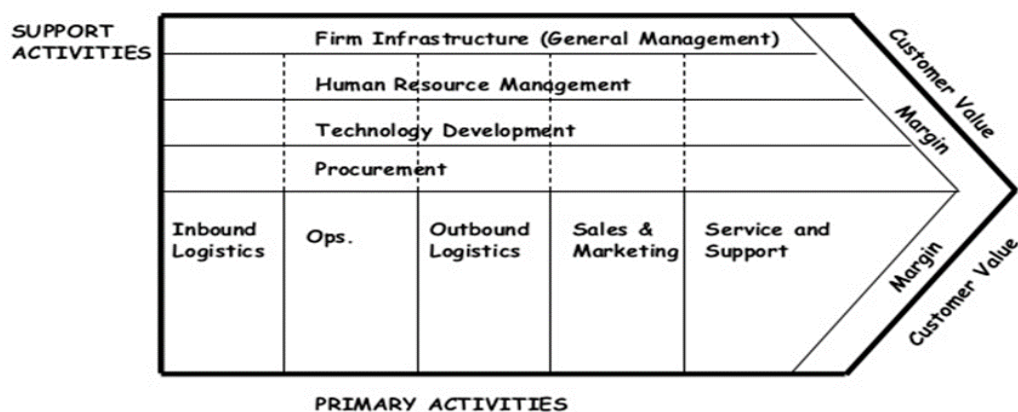 SUPPORT
ACTIVITIES
Firm Infrastructure (General Management)
Human Resource Management
Technology Development
Procurement
Inbound
Logistics
Ops.
Outbound
Logistics
Sales &
Marketing
Service and
Support
Customer Value
Margin
Margin
Customer Value
PRIMARY ACTIVITIES